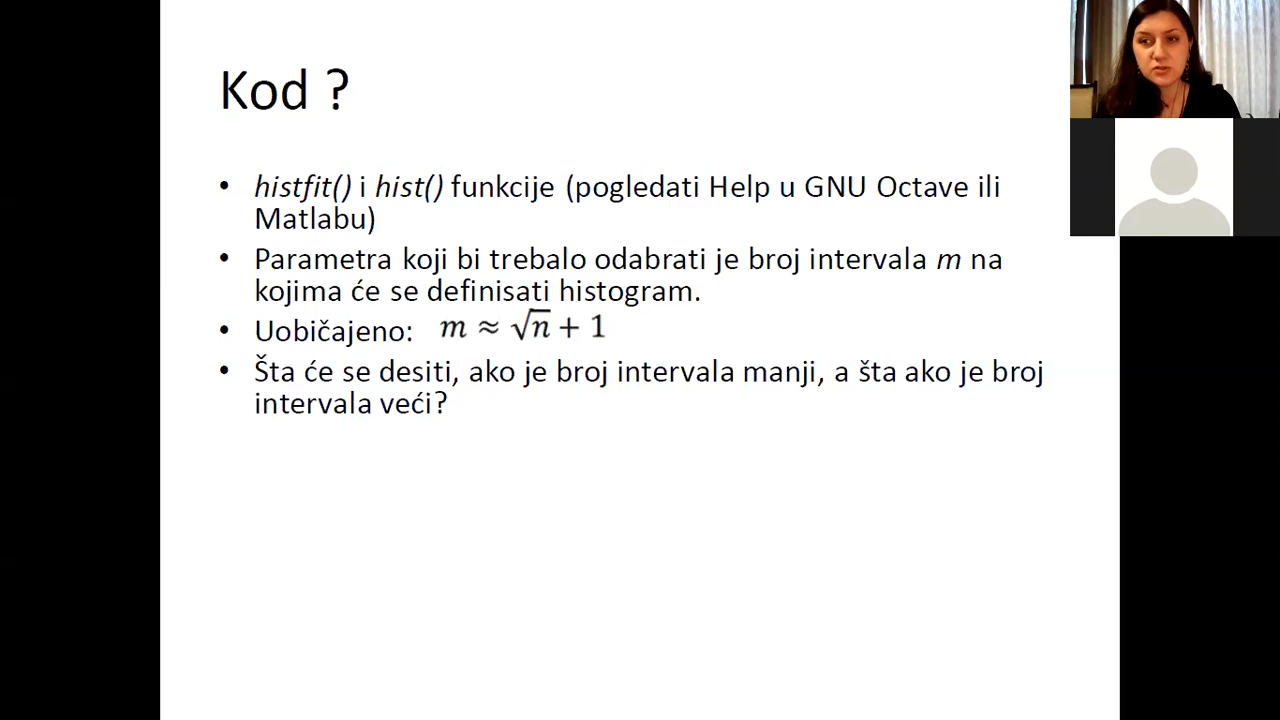 Kod ?
• histfit() i hist() funkcije (pogledati Help u GNU Octave ili
Matlabu)
• Parametra koji bi trebalo odabrati je broj intervala m na
kojima će se definisati histogram.
• Uobičajeno: m ≈ √n + 1
• Šta će se desiti, ako je broj intervala manji, a šta ako je broj
intervala veći?